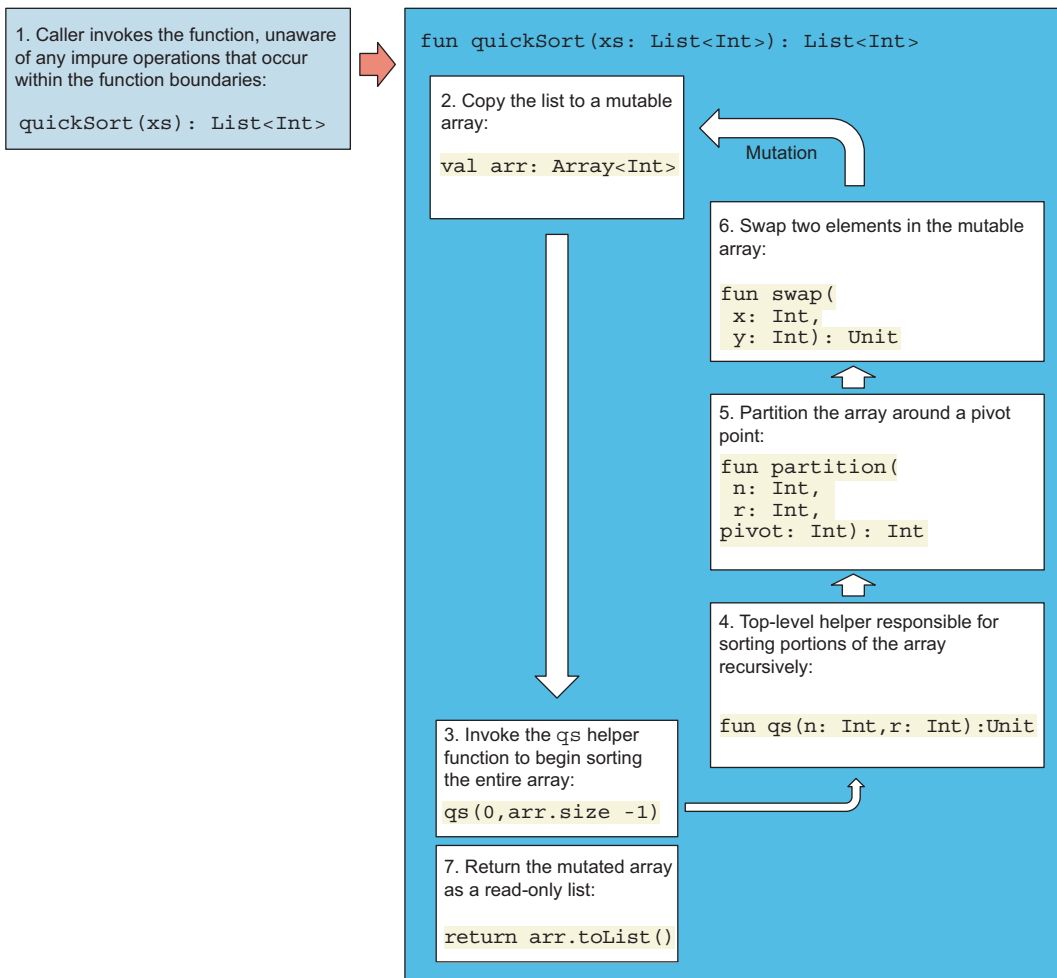 1. Caller invokes the function, unaware
of any impure operations that occur
within the function boundaries:
quickSort(xs): List<Int>
fun quickSort(xs: List<Int>): List<Int>
2. Copy the list to a mutable
array:
val arr: Array<Int>
Mutation
3. Invoke the qs helper
function to begin sorting
the entire array:
qs(0,arr.size -1)
4. Top-level helper responsible for
sorting portions of the array
recursively:
fun qs(n: Int,r: Int):Unit
5. Partition the array around a pivot
point:
fun partition(
n: Int,
r: Int,
pivot: Int): Int
6. Swap two elements in the mutable
array:
fun swap(
x: Int,
y: Int): Unit
7. Return the mutated array
as a read-only list:
return arr.toList()